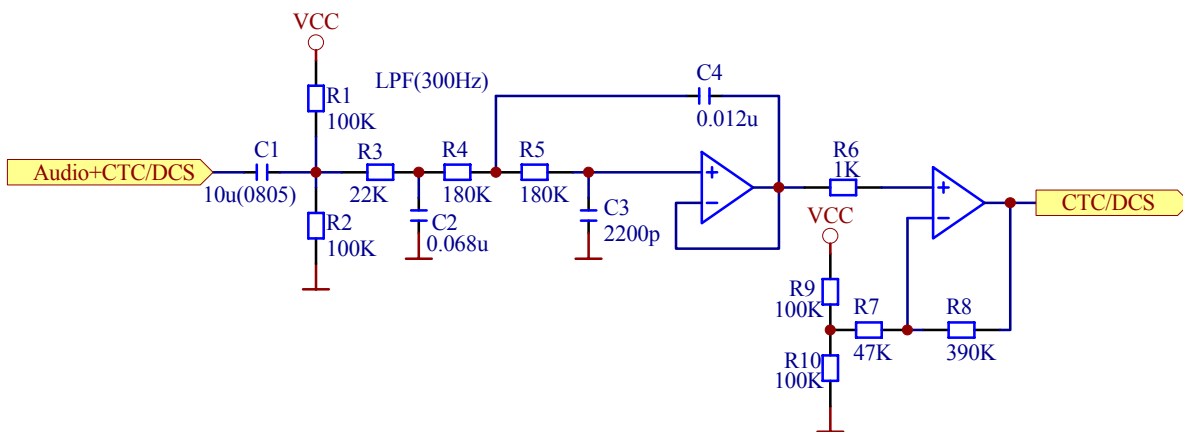 VCC
LPF(300Hz)
C4
0.012u
R1
100K
Audio+CTC/DCS
C1
10u(0805)
R3
22K
R4
180K
R5
180K
R6
1K
CTC/DCS
R2
100K
C2
0.068u
C3
2200p
VCC
R9
100K
R7
47K
R8
390K
R10
100K
+
−
+
−